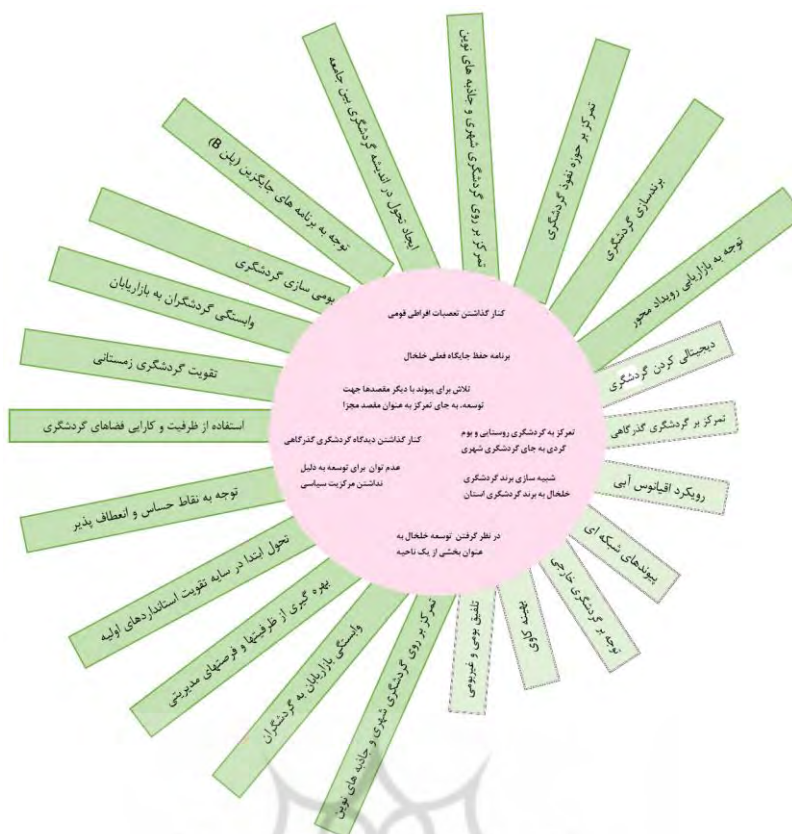 تمرکز بر روی گردشگری شهری و جاذبه های نوین
تمرکز بر حوزه نفوذ گردشگری
برندسازی گردشگری
توجه به بازاریابی رویداد محور
دیجیتالی کردن گردشگری
تمرکز بر گردشگری گذرگاهی
رویکرد اقیانوس آبی
پیوندهای شبکه ای
توجه بر گردشگری خارجی
بهینه کاوی
تلفیق بومی و غیربومی
تمرکز بر روی گردشگری شهری و جاذبه های نوین
وابستگی بازاریابان به گردشگران
بهره گیری از ظرفیتها و فرصتهای مدیریتی
تحول ابتدا در سایه تقویت استانداردهای اولیه
توجه به نقاط حساس و انعطاف پذیر
استفاده از ظرفیت و کارایی فضاهای گردشگری
تقویت گردشگری زمستانی
وابستگی گردشگران به بازاریابان
بومی سازی گردشگری
توجه به برنامه های جایگزین (پلن B)
ایجاد تحول در اندیشه گردشگری بین جامعه
کنار گذاشتن تعصبات افراطی قومی
برنامه حفظ جایگاه فعلی خلخال
تلاش برای پیوند با دیگر مقصدها جهت
توسعه، به جای تمرکز به عنوان مقصد مجزا
تمرکز به گردشگری روستایی و بوم
گردی به جای گردشگری شهری
کنار گذاشتن دیدگاه گردشگری گذرگاهی
عدم توان برای توسعه به دلیل
نداشتن مرکزیت سیاسی
شبیه سازی برند گردشگری
خلخال به برند گردشگری استان
در نظر گرفتن توسعه خلخال به
عنوان بخشی از یک ناحیه